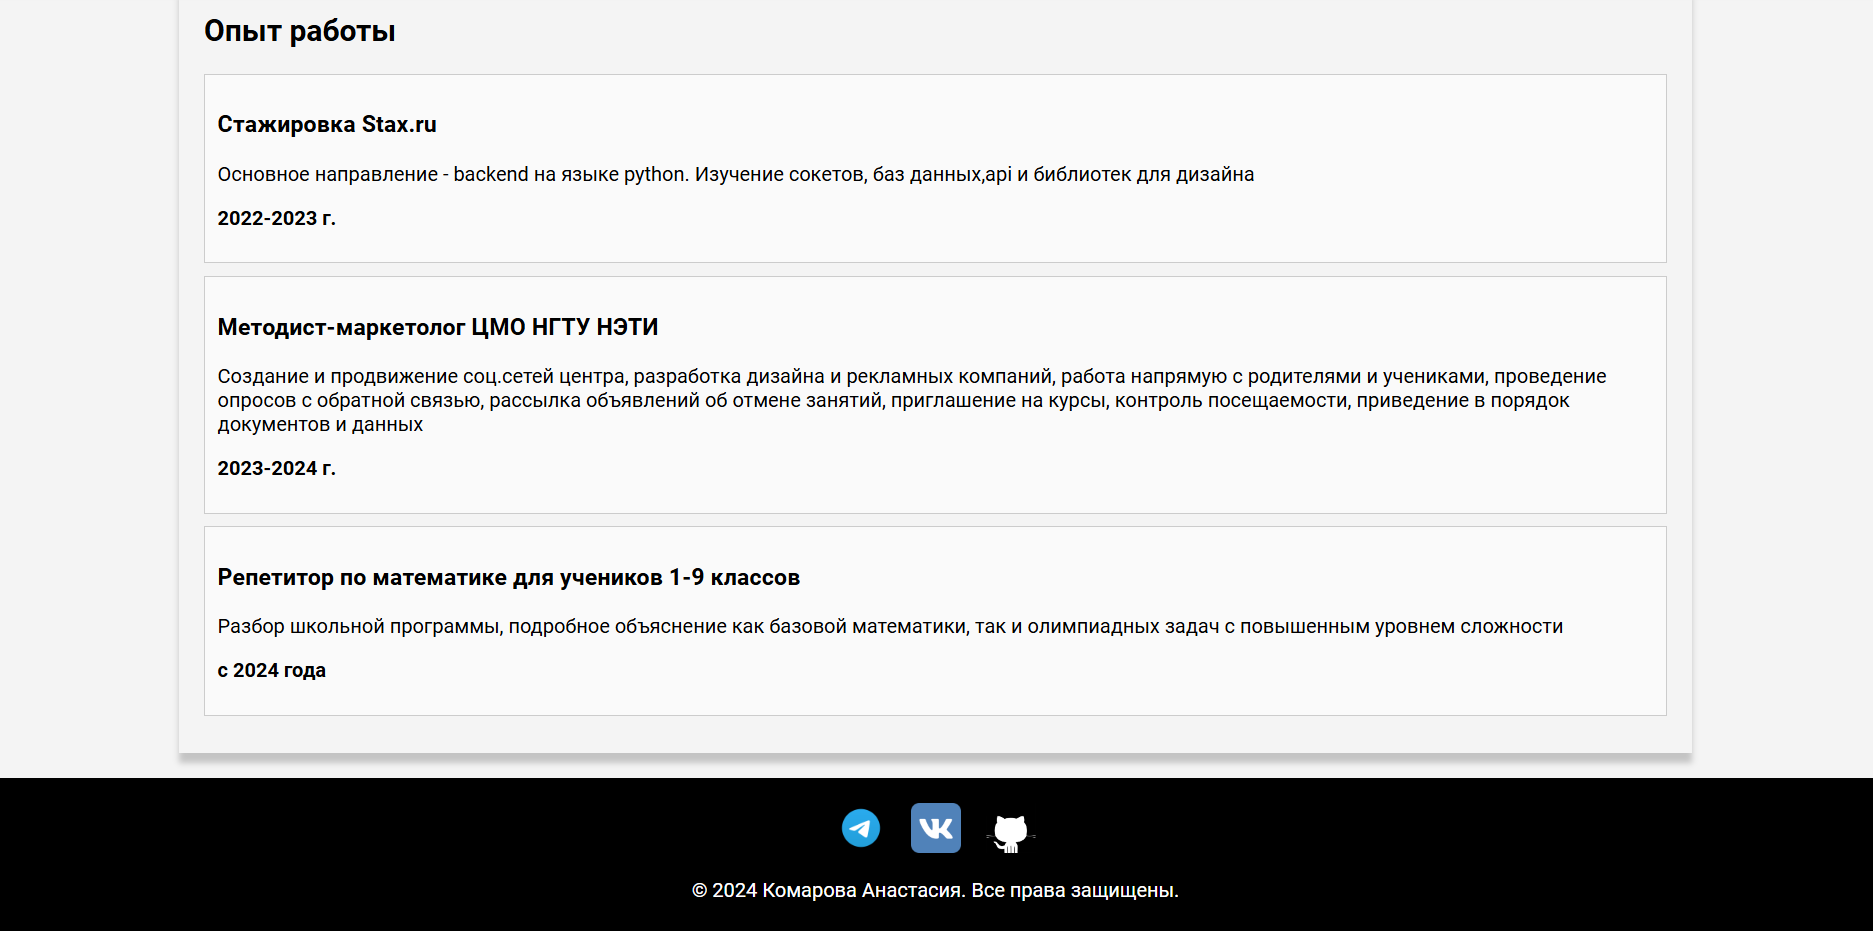 Опыт работы
Стажировка Stax.ru
Основное направление - backend на языке python. Изучение сокетов, баз данных,api и библиотек для дизайна
2022-2023 г.
Методист-маркетолог ЦМО НГТУ НЭТИ
Создание и продвижение соц.сетей центра, разработка дизайна и рекламных компаний, работа напрямую с родителями и учениками, проведение
опросов с обратной связью, рассылка объявлений об отмене занятий, приглашение на курсы, контроль посещаемости, приведение в порядок
документов и данных
2023-2024 г.
Репетитор по математике для учеников 1-9 классов
Разбор школьной программы, подробное объяснение как базовой математики, так и олимпиадных задач с повышенным уровнем сложности
с 2024 года
VK
© 2024 Комарова Анастасия. Все права защищены.